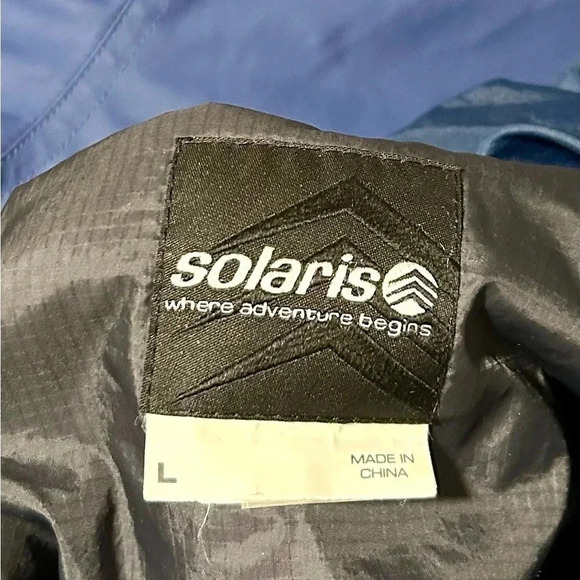 solaris
where adventure begins
L
MADE IN
CHINA